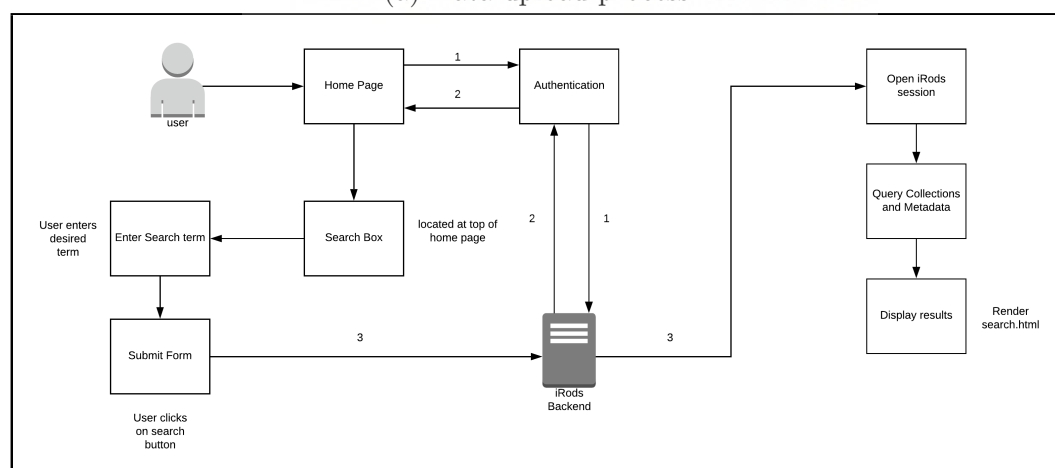 1
Home Page
Authentication
2
user
Open iRods
session
Query Collections
and Metadata
User enters
desired
term
Enter Search term
Search Box
located at top of
home page
2
1
Display results
Render
search.html
Submit Form
3
3
iRods
Backend
User clicks
on search
button